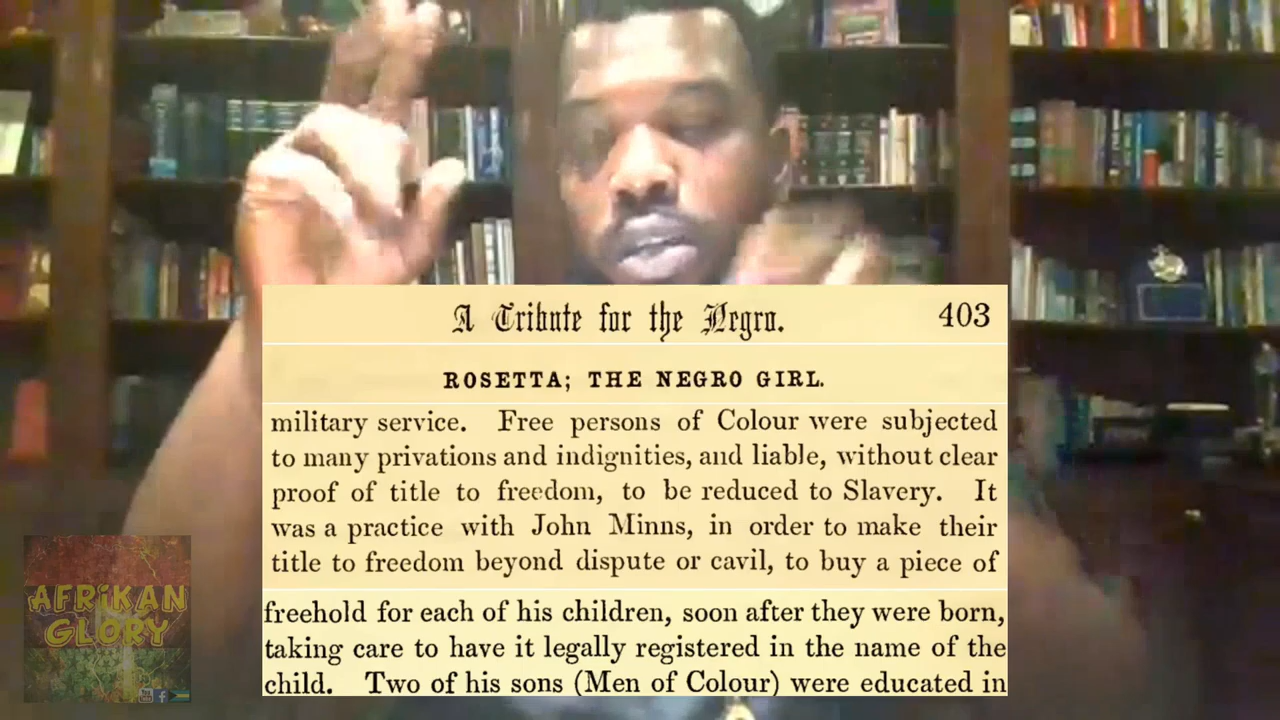 A Tribute for the Negro. 403
ROSETTA; THE NEGRO GIRL.
military service. Free persons of Colour were subjected
to many privations and indignities, and liable, without clear
proof of title to freedom, to be reduced to Slavery. It
was a practice with John Minns, in order to make their
title to freedom beyond dispute or cavil, to buy a piece of
freehold for each of his children, soon after they were born,
taking care to have it legally registered in the name of the
child. Two of his sons (Men of Colour) were educated in
AFRiKAN
GLORY